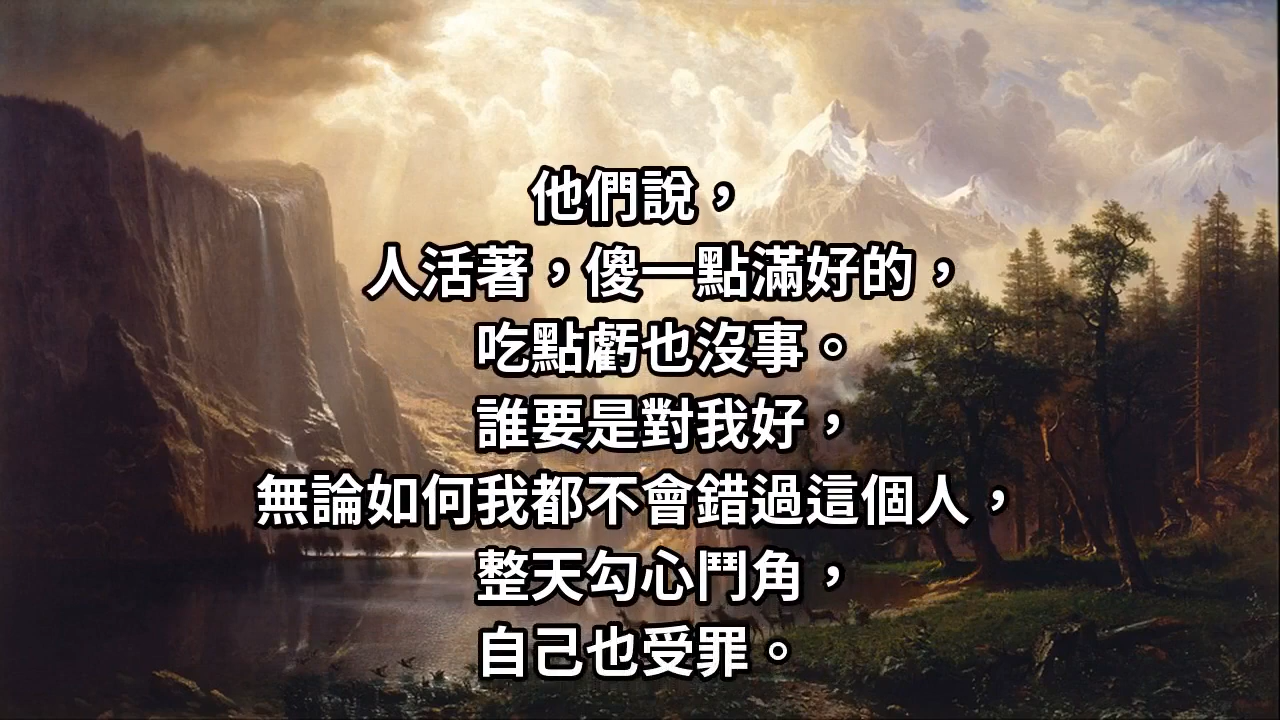 他們說，
人活著，傻一點滿好的，
吃點虧也沒事。
誰要是對我好，
無論如何我都不會錯過這個人，
整天勾心鬥角，
自己也受罪。